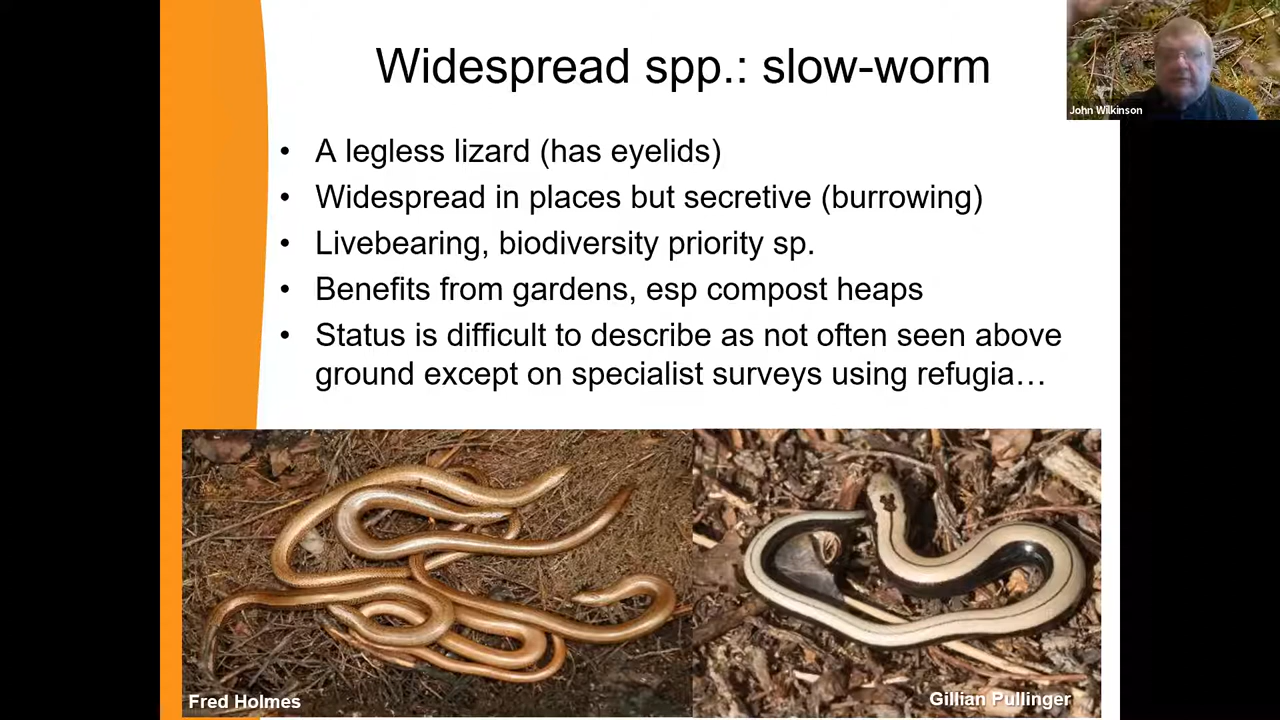 Widespread spp.: slow-worm
John Wilkinson
• A legless lizard (has eyelids)
• Widespread in places but secretive (burrowing)
• Livebearing, biodiversity priority sp.
• Benefits from gardens, esp compost heaps
• Status is difficult to describe as not often seen above
ground except on specialist surveys using refugia…
Fred Holmes
Gillian Pullinger